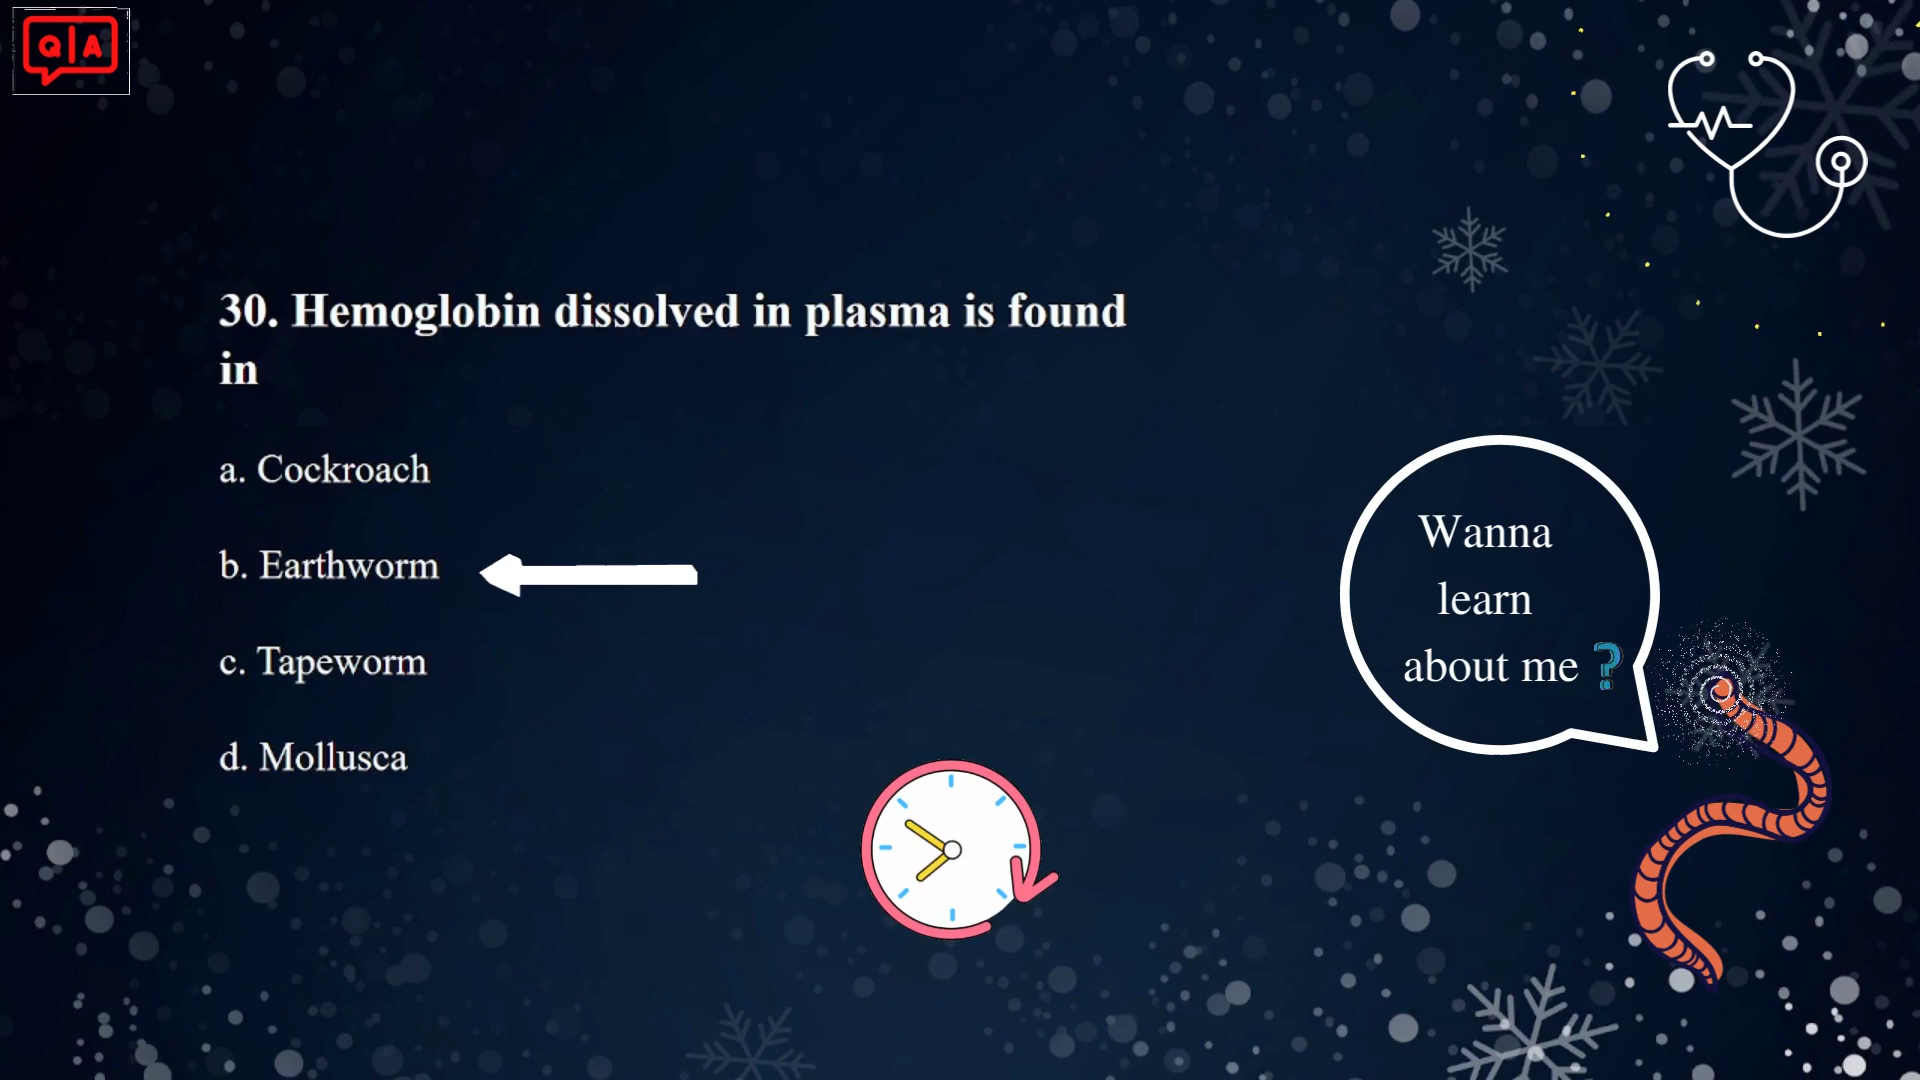 Q|A
30. Hemoglobin dissolved in plasma is found
in
a. Cockroach
b. Earthworm
c. Tapeworm
d. Mollusca
Wanna
learn
about me ?